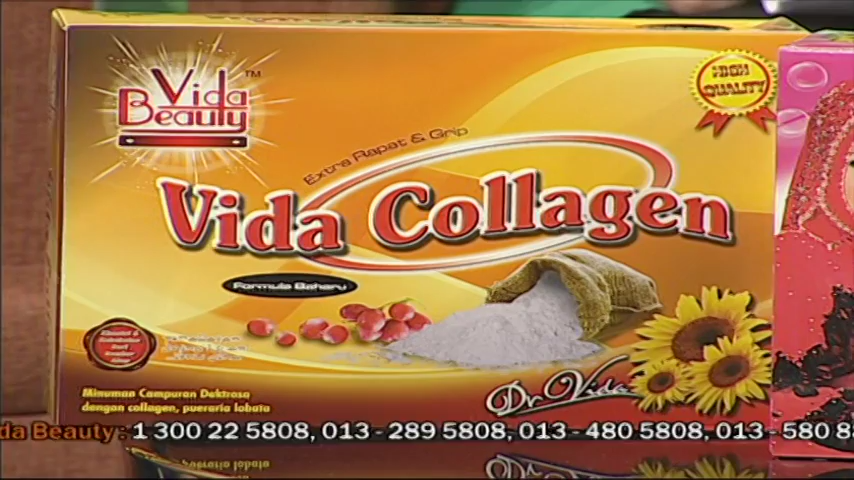 Vida
Beauty
TM
HIGH
QUALITY
Extra Rapat & Grip
Vida Collagen
Formula Baharu
Dr Vida
Minuman Campuran Dektrosa
dengan collagen, pueraria lobata
da Beauty: 1 300 22 5808, 013 - 289 5808, 013 - 480 5808, 013 - 580 8